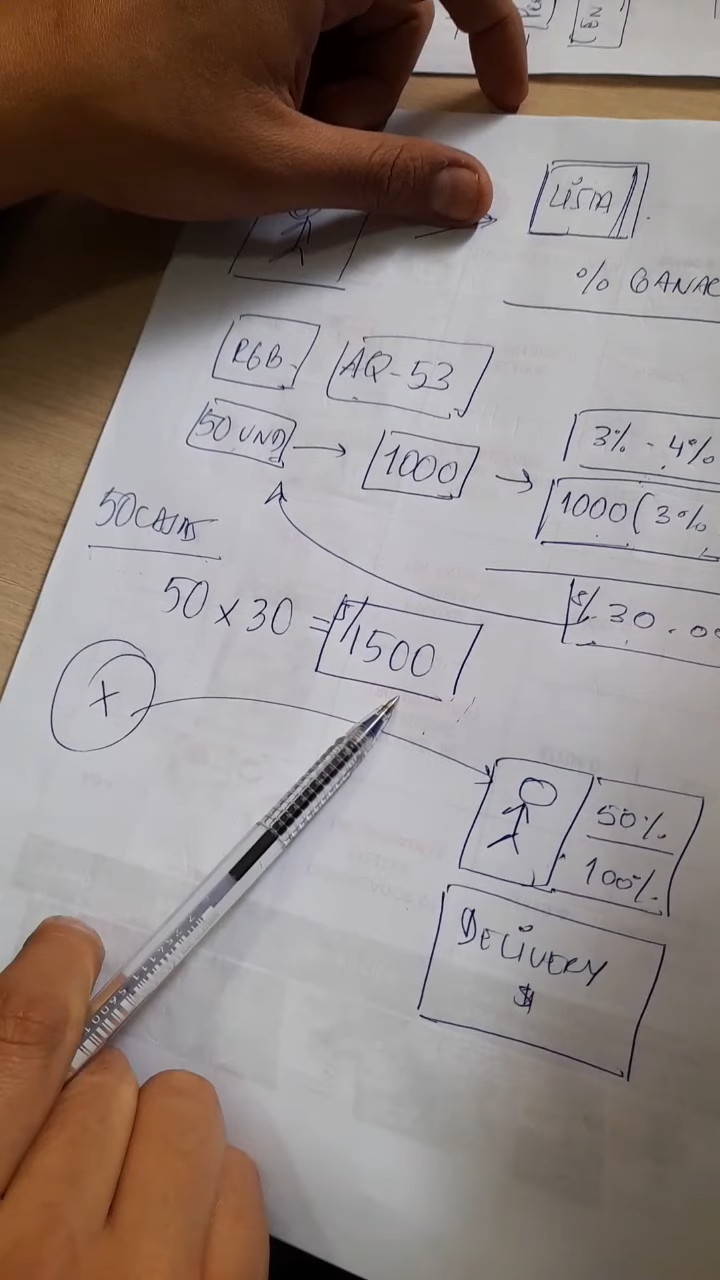 LISTA
% GANAC
RGB
AQ-53
50 UND
1000
3% - 4%
1000(3%
50CAJAS
S/. 30.00
50 x 30 = S/1500
X
50%
100%
DELIVERY
$